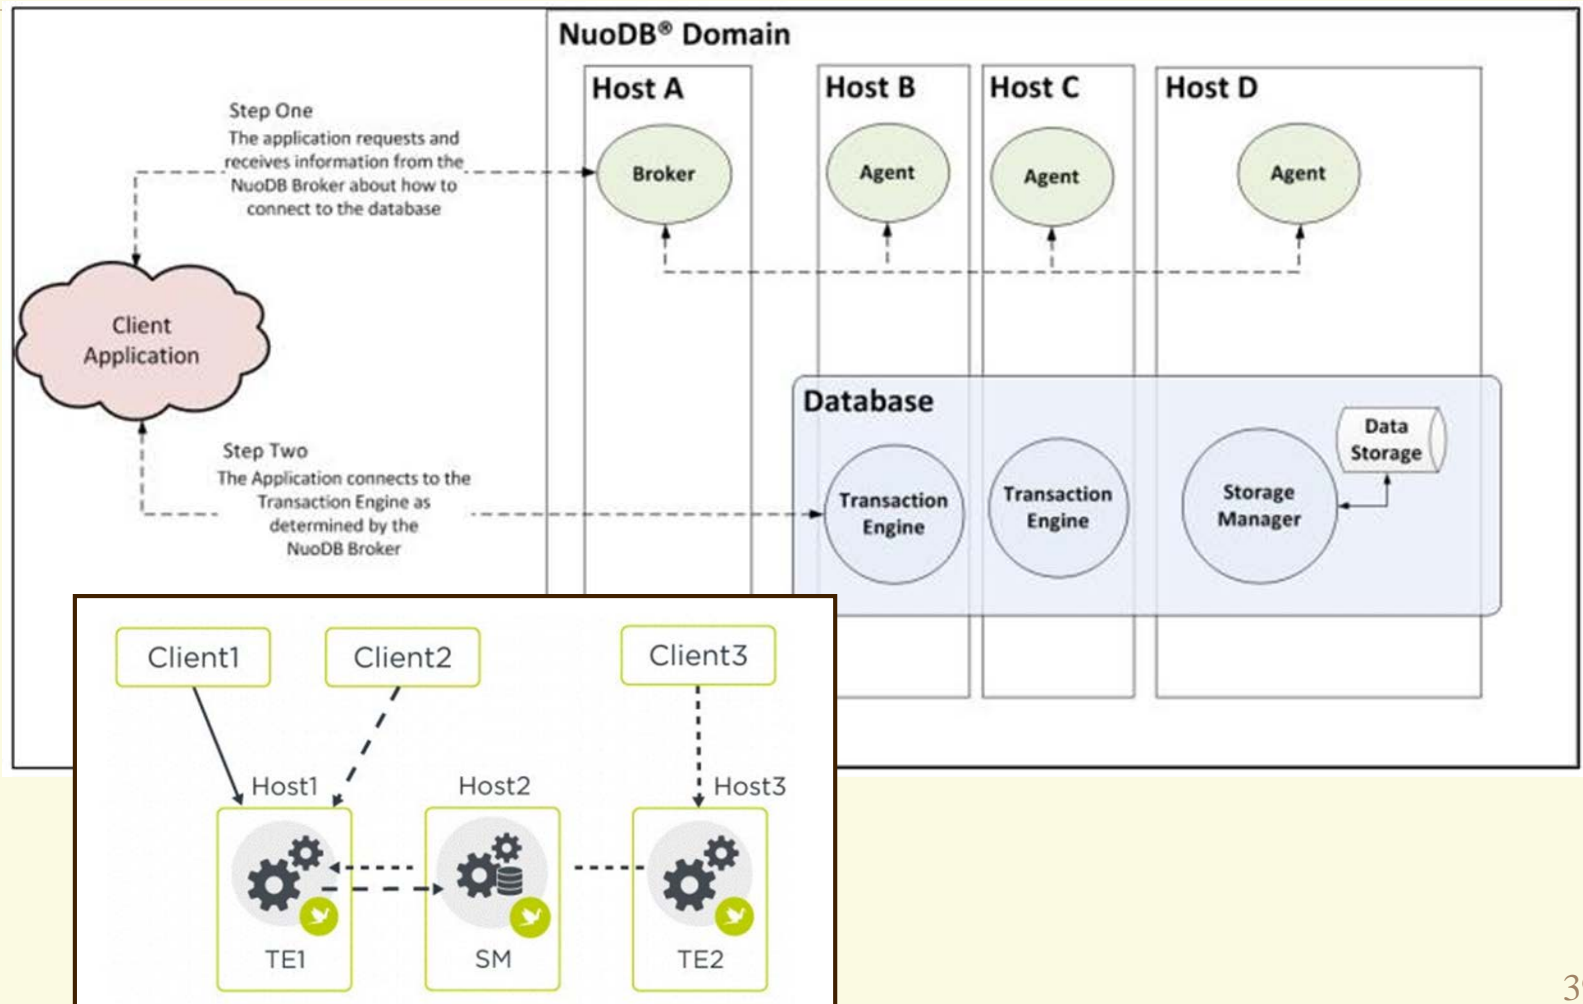 NuoDB® Domain
Host A
Host B
Host C
Host D
Step One
The application requests and
receives information from the
NuoDB Broker about how to
connect to the database
Broker
Agent
Agent
Agent
Client
Application
Database
Data
Storage
Step Two
The Application connects to the
Transaction Engine as
determined by the
NuoDB Broker
Transaction
Engine
Transaction
Engine
Storage
Manager
Client1
Client2
Client3
Host1
Host2
Host3
TE1
SM
TE2